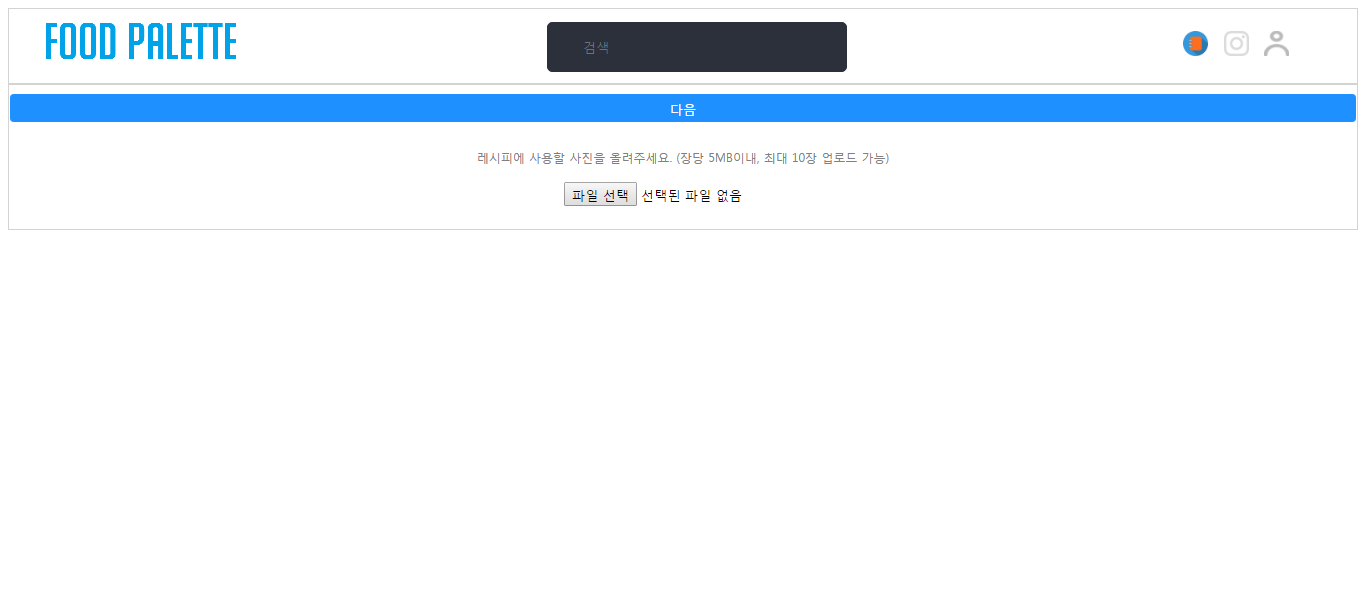 FOOD PALETTE
검색
다음
레시피에 사용할 사진을 올려주세요. (장당 5MB이내, 최대 10장 업로드 가능)
파일 선택 선택된 파일 없음